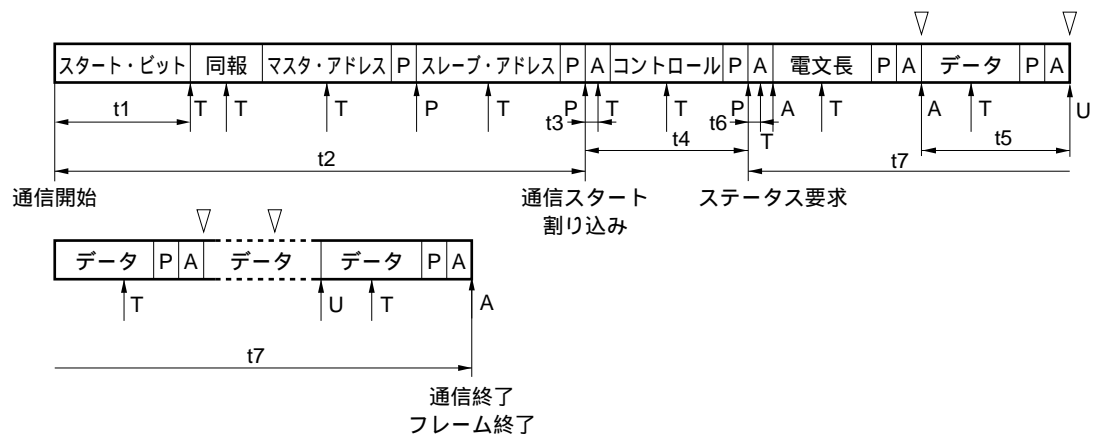 スタート・ビット 同報 マスタ・アドレス P スレーブ・アドレス P A コントロール P A 電文長 P A データ P A
t1 T T T P T P T T P A T A T U
t3 t6 T
t4 t5
t2 t7
通信開始 通信スタート ステータス要求
割り込み
データ P A データ データ P A
T U T A
t7
通信終了
フレーム終了